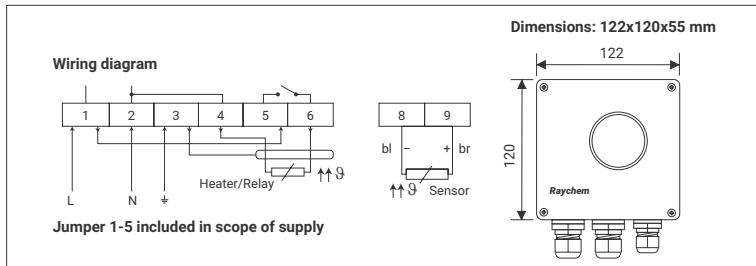 Dimensions: 122x120x55 mm
Wiring diagram
122
1 2 3 4 5 6
8 9
bl − + br
120
Heater/Relay
↑↑ϑ
↑↑ϑ Sensor
L N
Raychem
Jumper 1-5 included in scope of supply